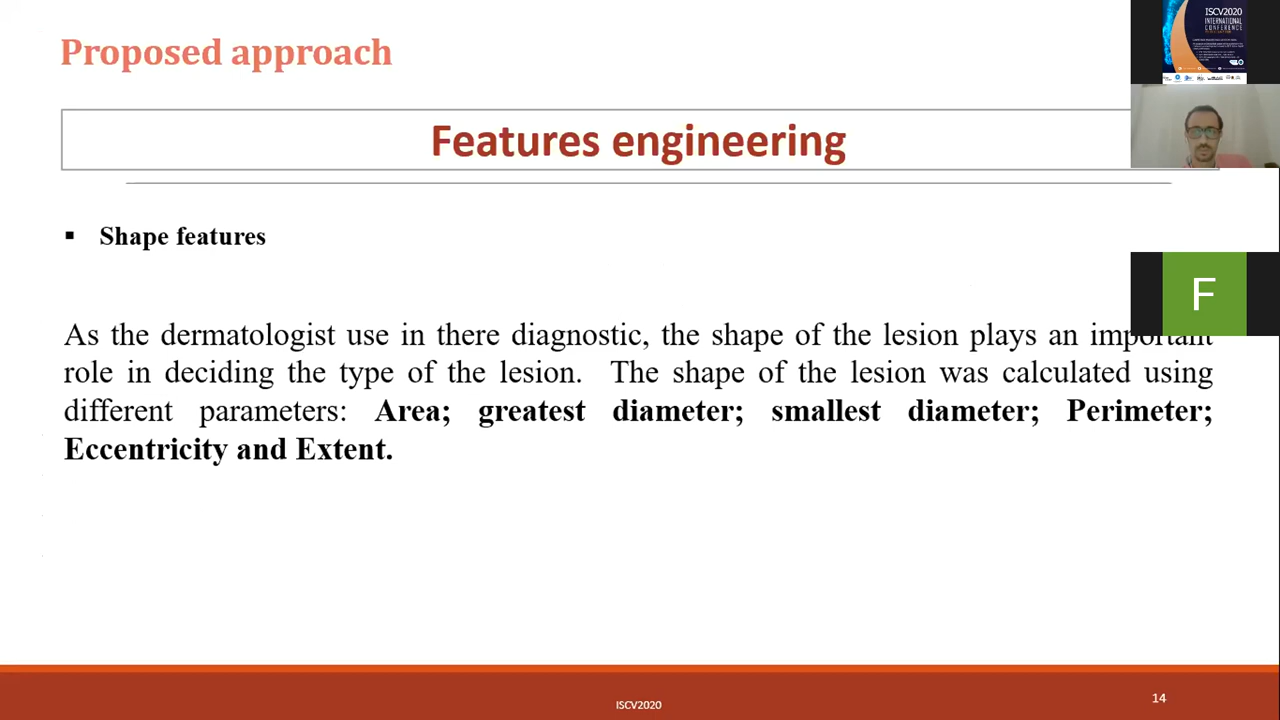 Proposed approach
ISCV2020
INTERNATIONAL
CONFERENCE
Features engineering
▪ Shape features
F
As the dermatologist use in there diagnostic, the shape of the lesion plays an important
role in deciding the type of the lesion. The shape of the lesion was calculated using
different parameters: Area; greatest diameter; smallest diameter; Perimeter;
Eccentricity and Extent.
ISCV2020
14